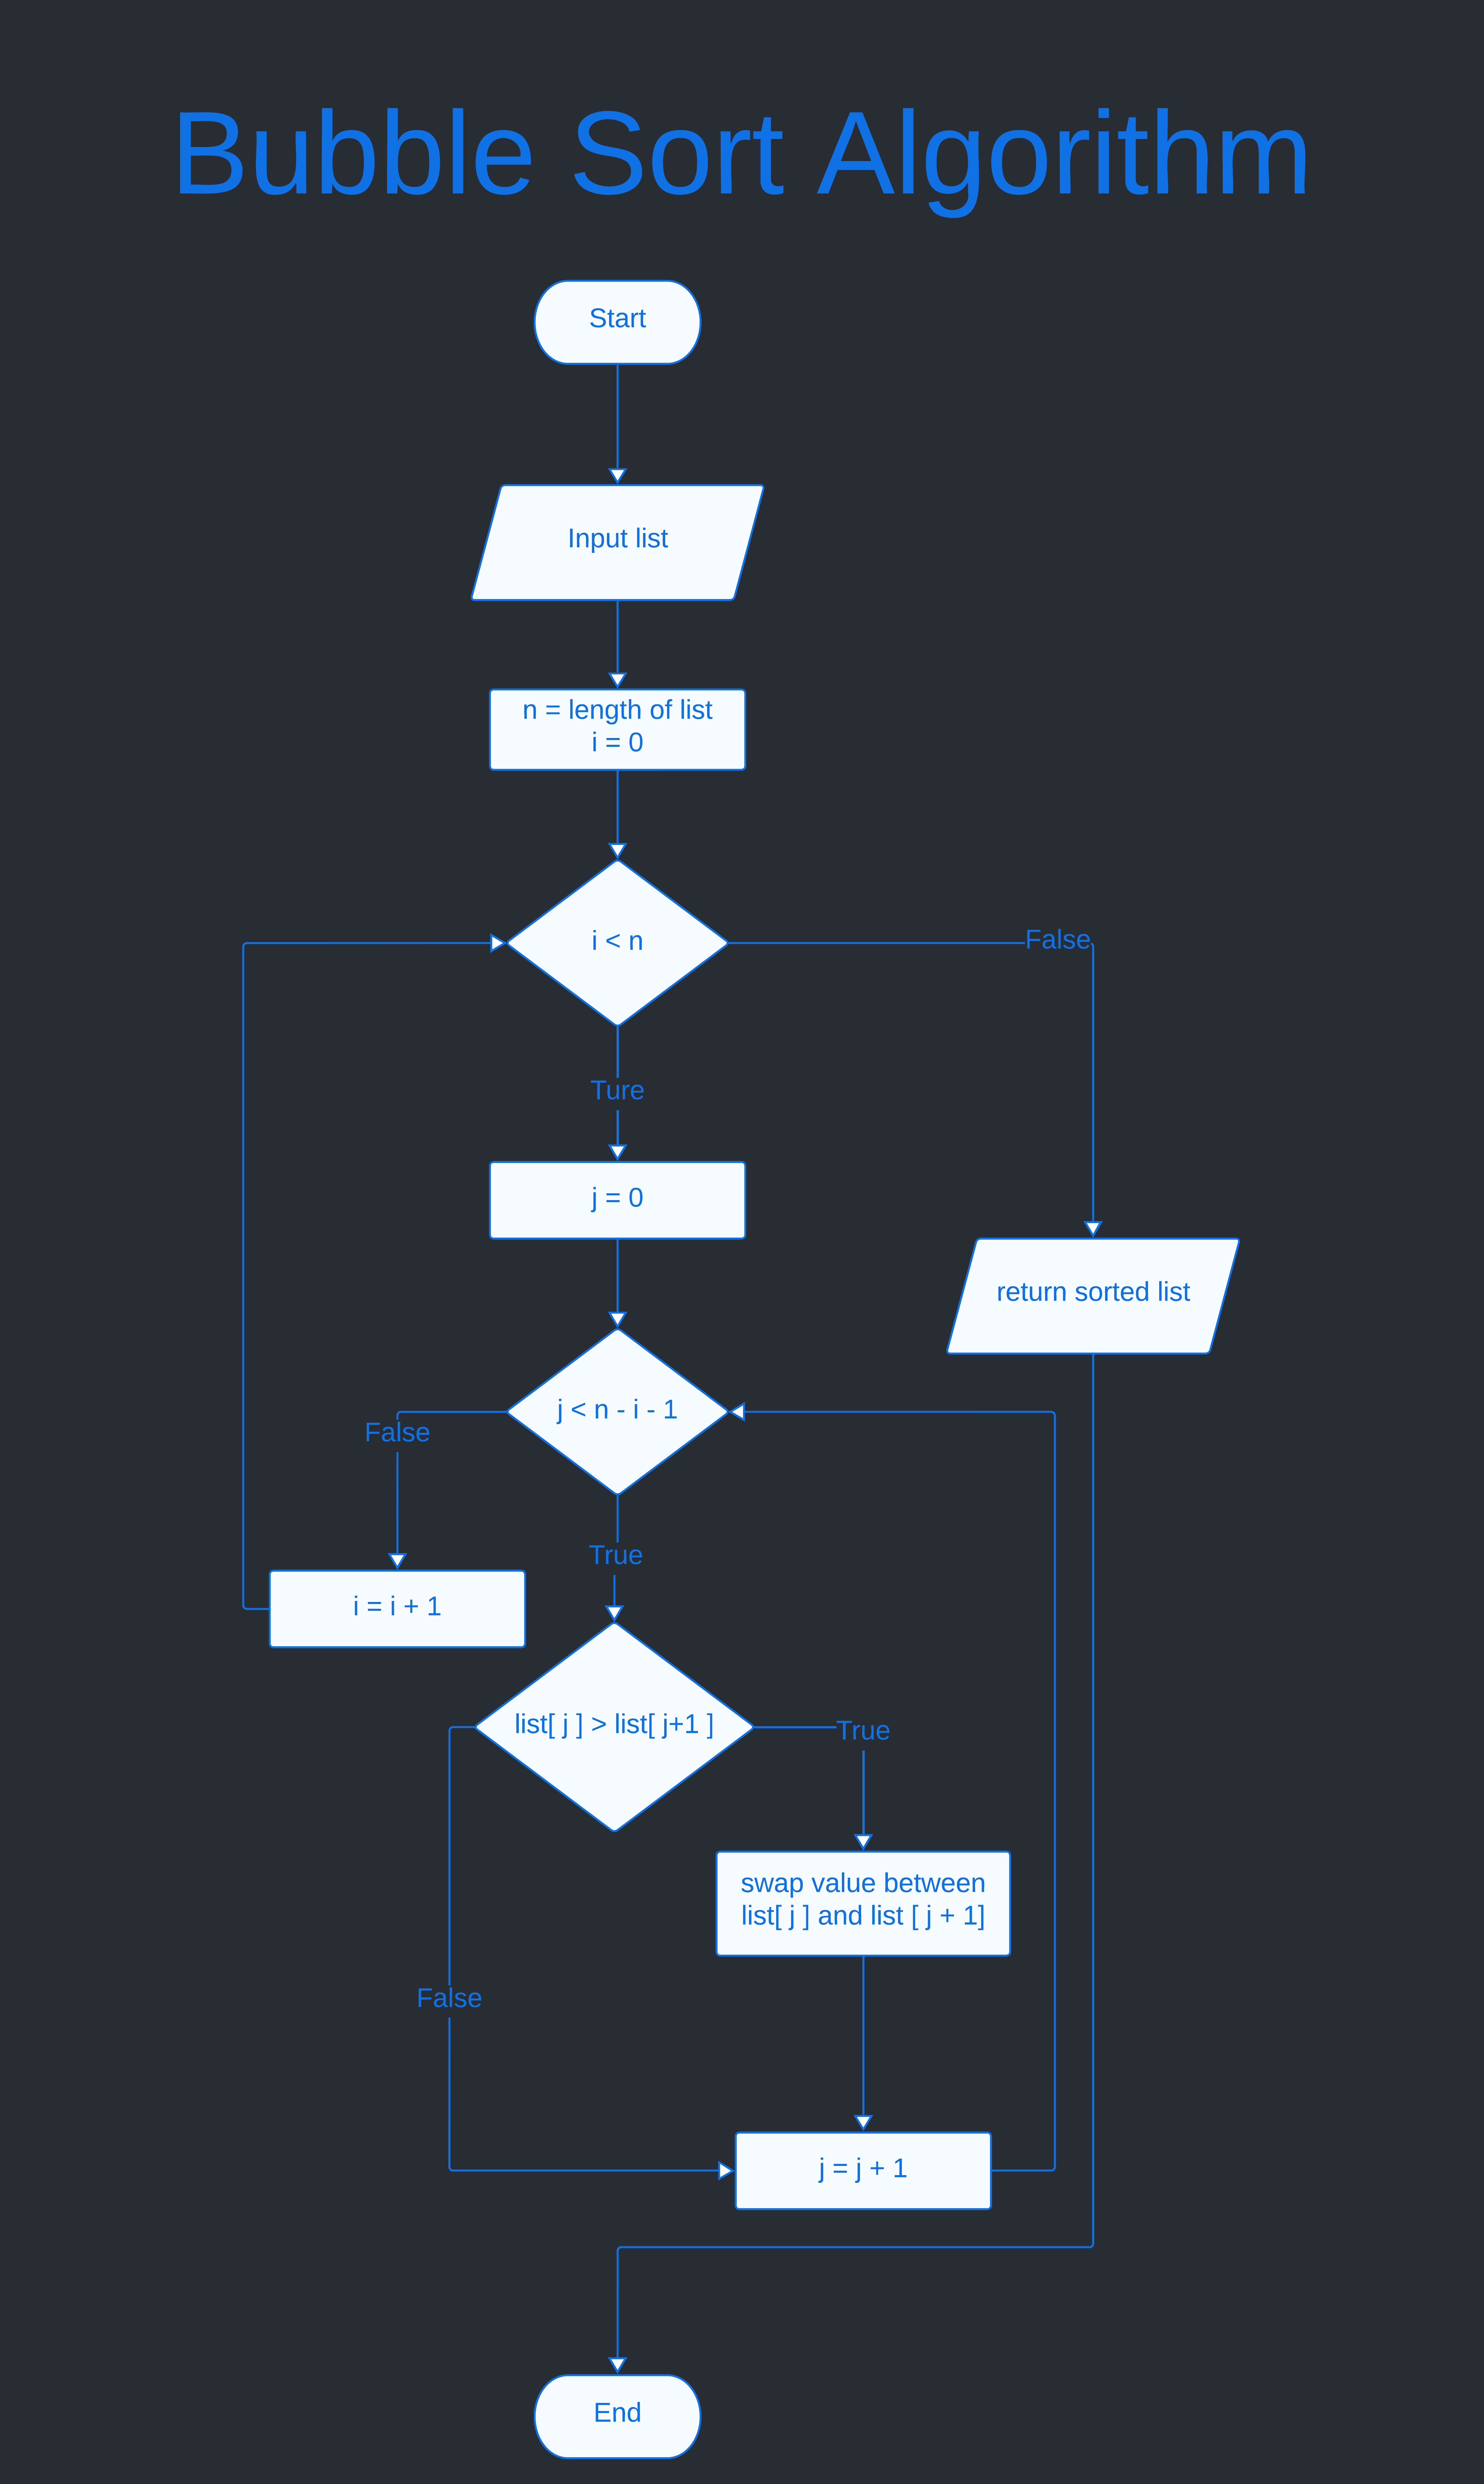 Bubble Sort Algorithm
Start
Input list
n = length of list
i = 0
i < n
False
Ture
j = 0
return sorted list
j < n - i - 1
False
True
i = i + 1
list[ j ] > list[ j+1 ]
True
swap value between
list[ j ] and list [ j + 1]
False
j = j + 1
End